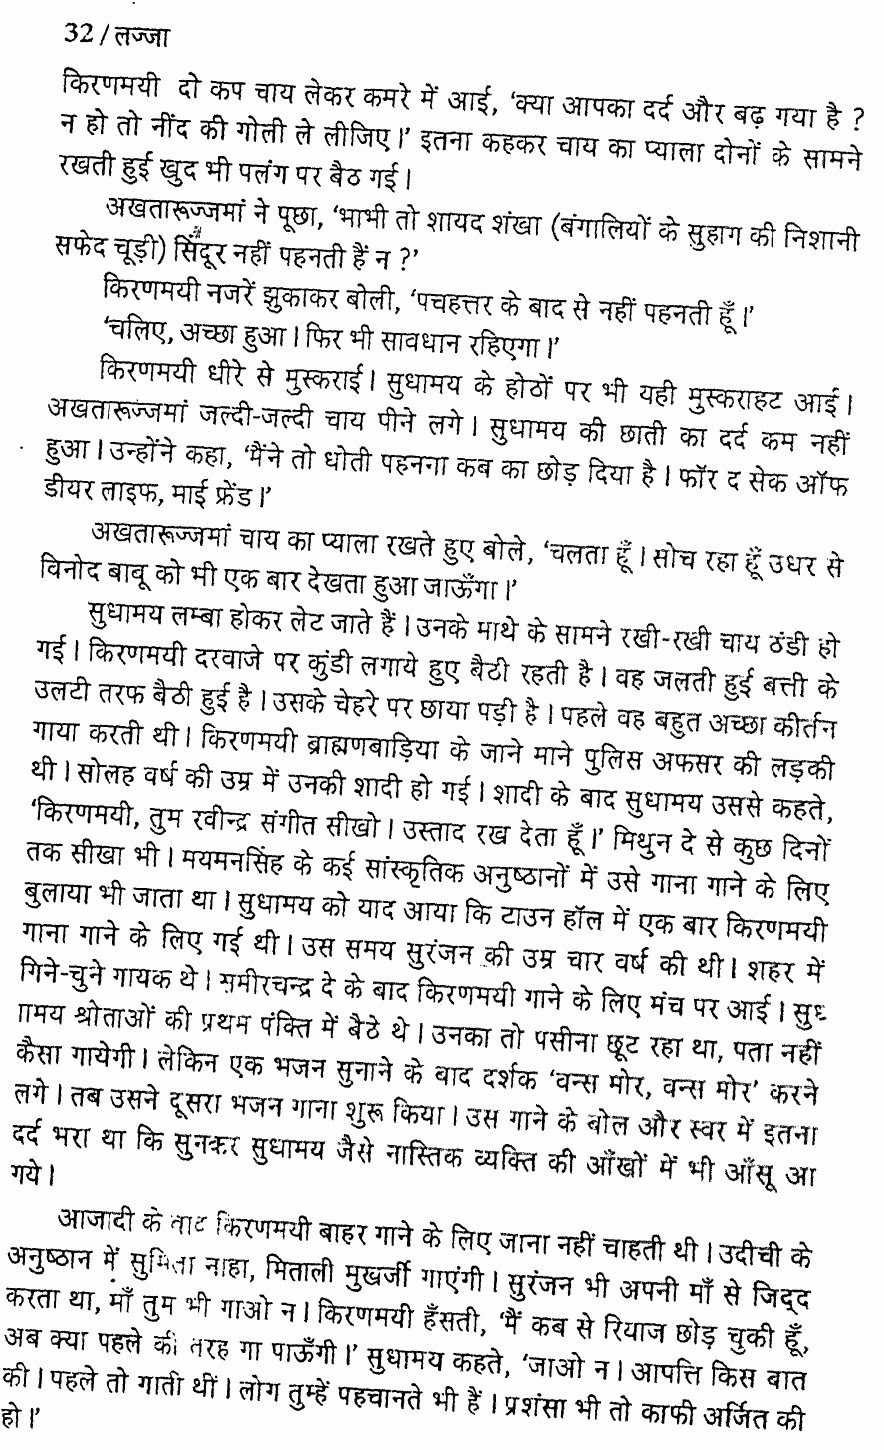 32 / लज्जा
किरणमयी दो कप चाय लेकर कमरे में आई, ‘क्या आपका दर्द और बढ़ गया है ?
न हो तो नींद की गोली ले लीजिए।’ इतना कहकर चाय का प्याला दोनों के सामने
रखती हुई खुद भी पलंग पर बैठ गई।
अखतारूज्जमां ने पूछा, ‘भाभी तो शायद शंखा (बंगालियों के सुहाग की निशानी
सफेद चूड़ी) सिंदूर नहीं पहनती हैं न ?’
किरणमयी नजरें झुकाकर बोली, ‘पचहत्तर के बाद से नहीं पहनती हूँ।’
‘चलिए, अच्छा हुआ। फिर भी सावधान रहिएगा।’
किरणमयी धीरे से मुस्कराई। सुधामय के होठों पर भी यही मुस्कराहट आई।
अखतारूज्जमां जल्दी-जल्दी चाय पीने लगे। सुधामय की छाती का दर्द कम नहीं
हुआ। उन्होंने कहा, ‘मैंने तो धोती पहनना कब का छोड़ दिया है। फॉर द सेक ऑफ
डीयर लाइफ, माई फ्रेंड।’
अखतारूज्जमां चाय का प्याला रखते हुए बोले, ‘चलता हूँ। सोच रहा हूँ उधर से
विनोद बाबू को भी एक बार देखता हुआ जाऊँगा।’
सुधामय लम्बा होकर लेट जाते हैं। उनके माथे के सामने रखी-रखी चाय ठंडी हो
गई। किरणमयी दरवाजे पर कुंडी लगाये हुए बैठी रहती है। वह जलती हुई बत्ती के
उलटी तरफ बैठी हुई है। उसके चेहरे पर छाया पड़ी है। पहले वह बहुत अच्छा कीर्तन
गाया करती थी। किरणमयी ब्राह्मणबाड़िया के जाने माने पुलिस अफसर की लड़की
थी। सोलह वर्ष की उम्र में उनकी शादी हो गई। शादी के बाद सुधामय उससे कहते,
‘किरणमयी, तुम रवीन्द्र संगीत सीखो। उस्ताद रख देता हूँ।’ मिथुन दे से कुछ दिनों
तक सीखा भी। मयमनसिंह के कई सांस्कृतिक अनुष्ठानों में उसे गाना गाने के लिए
बुलाया भी जाता था। सुधामय को याद आया कि टाउन हॉल में एक बार किरणमयी
गाना गाने के लिए गई थी। उस समय सुरंजन की उम्र चार वर्ष की थी। शहर में
गिने-चुने गायक थे। समीरचन्द्र दे के बाद किरणमयी गाने के लिए मंच पर आई। सुध
ामय श्रोताओं की प्रथम पंक्ति में बैठे थे। उनका तो पसीना छूट रहा था, पता नहीं
कैसा गायेगी। लेकिन एक भजन सुनाने के बाद दर्शक ‘वन्स मोर, वन्स मोर’ करने
लगे। तब उसने दूसरा भजन गाना शुरू किया। उस गाने के बोल और स्वर में इतना
दर्द भरा था कि सुनकर सुधामय जैसे नास्तिक व्यक्ति की आँखों में भी आँसू आ
गये।
आजादी के बाद किरणमयी बाहर गाने के लिए जाना नहीं चाहती थी। उदीची के
अनुष्ठान में सुमिता नाहा, मिताली मुखर्जी गाएंगी। सुरंजन भी अपनी माँ से जिद्द
करता था, माँ तुम भी गाओ न। किरणमयी हँसती, ‘मैं कब से रियाज छोड़ चुकी हूँ,
अब क्या पहले की तरह गा पाऊँगी।’ सुधामय कहते, ‘जाओ न। आपत्ति किस बात
की। पहले तो गाती थीं। लोग तुम्हें पहचानते भी हैं। प्रशंसा भी तो काफी अर्जित की
हो।’